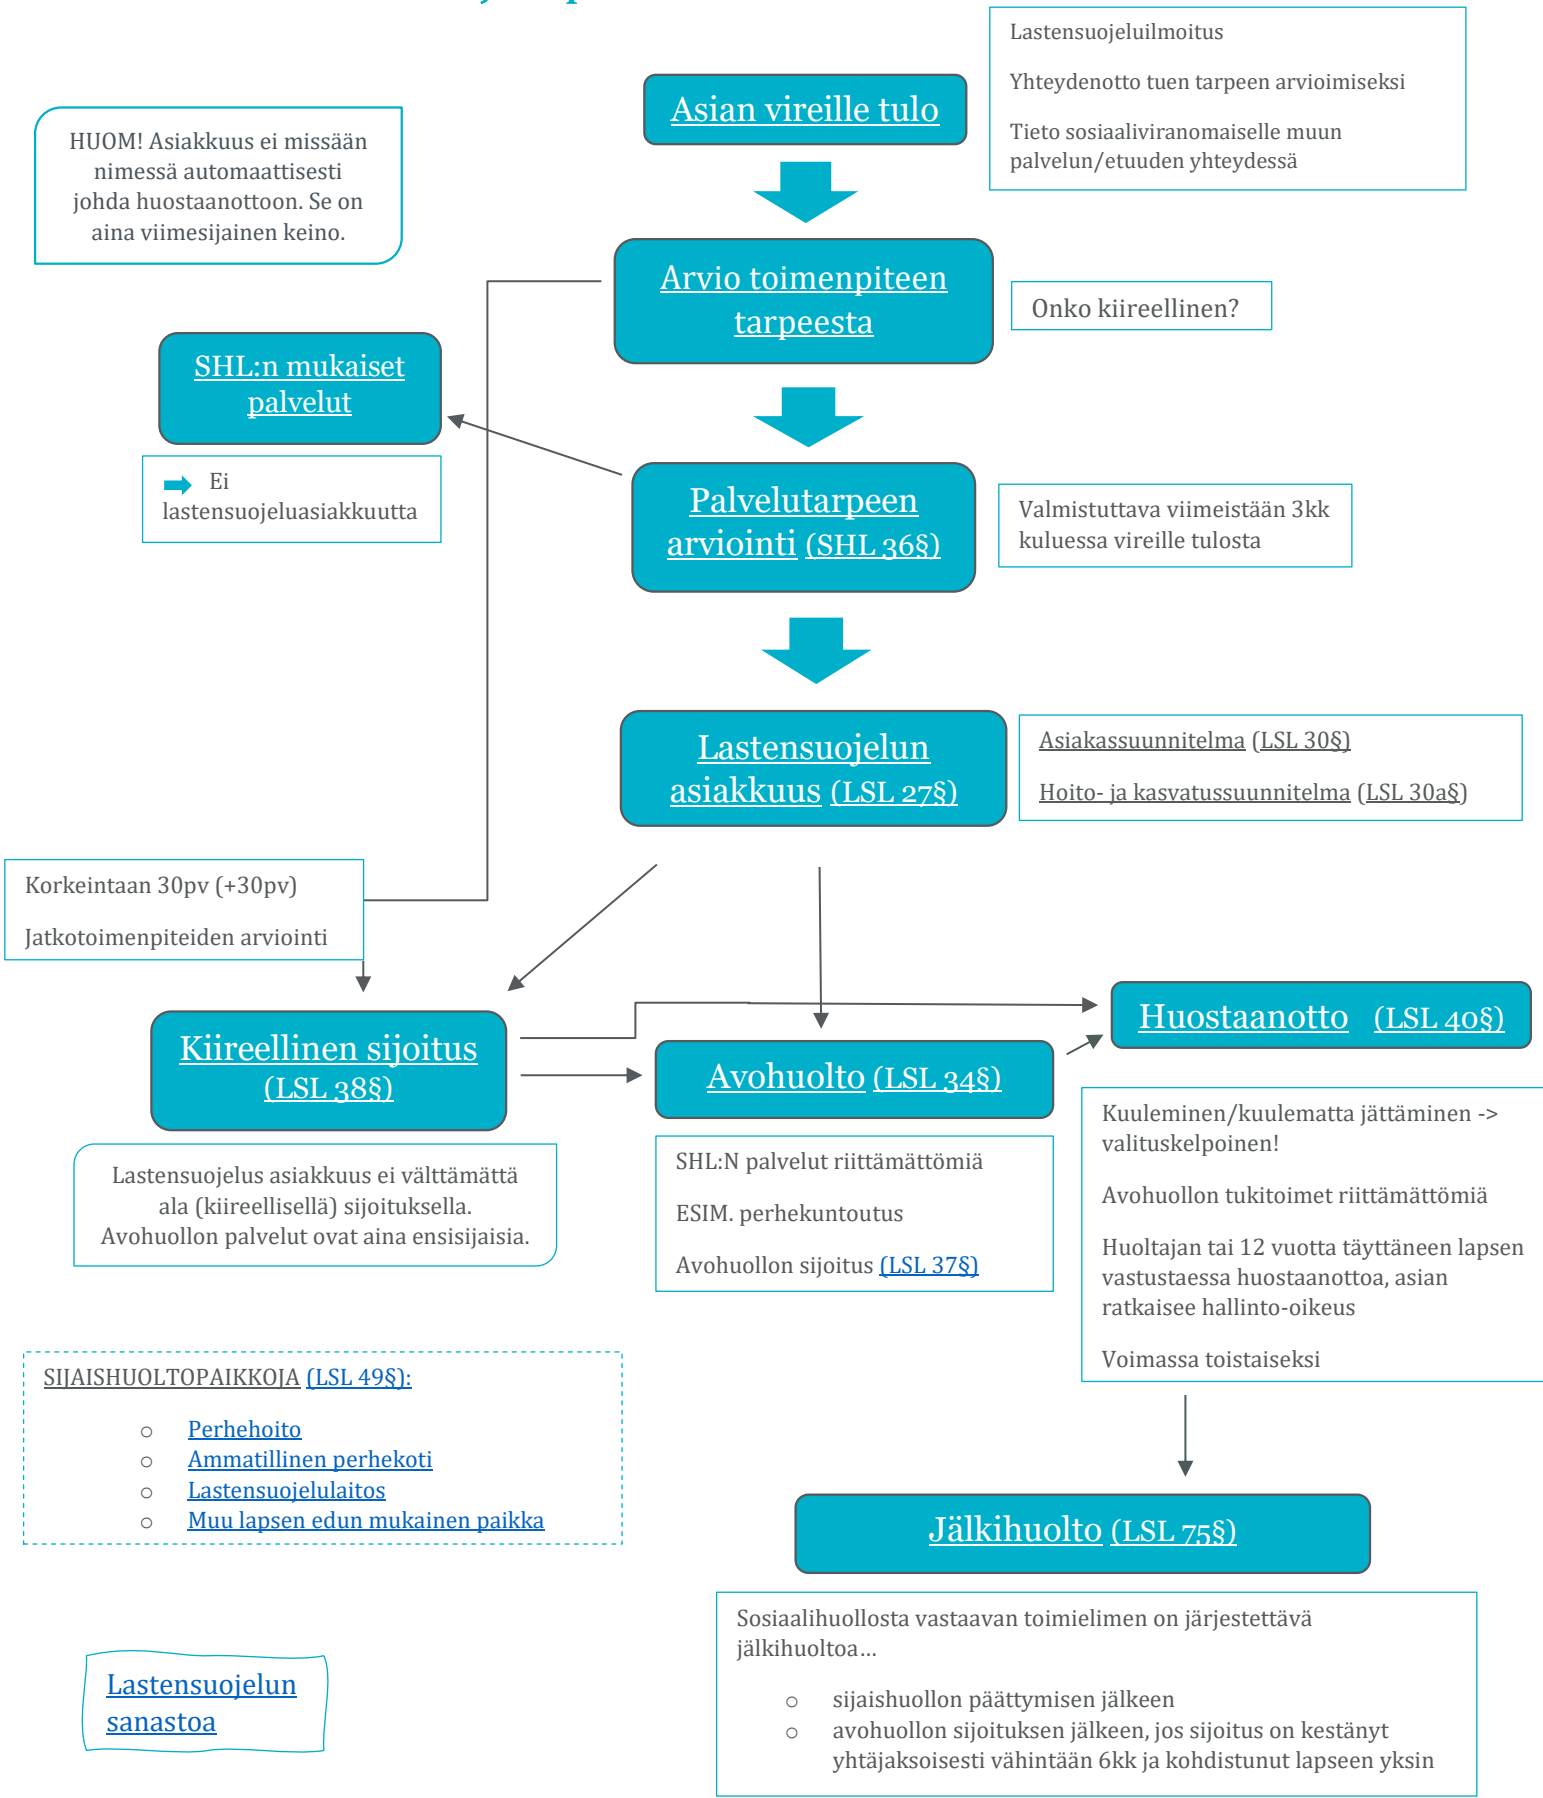 Lastensuojeluilmoitus
Yhteydenotto tuen tarpeen arvioimiseksi
Tieto sosiaaliviranomaiselle muun
palvelun/etuuden yhteydessä
Asian vireille tulo
HUOM! Asiakkuus ei missään
nimessä automaattisesti
johda huostaanottoon. Se on
aina viimesijainen keino.
Arvio toimenpiteen
tarpeesta
Onko kiireellinen?
SHL:n mukaiset
palvelut
Ei
lastensuojeluasiakkuutta
Palvelutarpeen
arviointi (SHL 36§)
Valmistuttava viimeistään 3kk
kuluessa vireille tulosta
Lastensuojelun
asiakkuus (LSL 27§)
Asiakassuunnitelma (LSL 30§)
Hoito- ja kasvatussuunnitelma (LSL 30a§)
Korkeintaan 30pv (+30pv)
Jatkotoimenpiteiden arviointi
Kiireellinen sijoitus
(LSL 38§)
Lastensuojelus asiakkuus ei välttämättä
ala (kiireellisellä) sijoituksella.
Avohuollon palvelut ovat aina ensisijaisia.
Avohuolto (LSL 34§)
SHL:N palvelut riittämättömiä
ESIM. perhekuntoutus
Avohuollon sijoitus (LSL 37§)
Huostaanotto (LSL 40§)
Kuuleminen/kuulematta jättäminen ->
valituskelpoinen!
Avohuollon tukitoimet riittämättömiä
Huoltajan tai 12 vuotta täyttäneen lapsen
vastustaessa huostaanottoa, asian
ratkaisee hallinto-oikeus
Voimassa toistaiseksi
SIJAISHUOLTOPAIKKOJA (LSL 49§):
o Perhehoito
o Ammatillinen perhekoti
o Lastensuojelulaitos
o Muu lapsen edun mukainen paikka
Jälkihuolto (LSL 75§)
Sosiaalihuollosta vastaavan toimielimen on järjestettävä
jälkihuoltoa…
o sijaishuollon päättymisen jälkeen
o avohuollon sijoituksen jälkeen, jos sijoitus on kestänyt
yhtäjaksoisesti vähintään 6kk ja kohdistunut lapseen yksin
Lastensuojelun
sanastoa